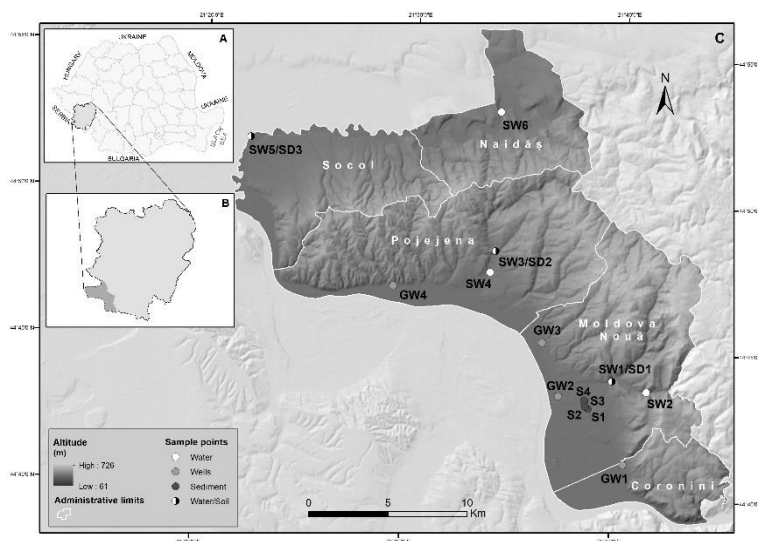 UKRAINE
A
HUNGARY
MOLDOVA
UKRAINE
SERBIA
BLACK SEA
BULGARIA
B
C
N
SW6
Naidăș
SW5/SD3
Socol
Pojejena
SW3/SD2
SW4
GW4
GW3
Moldova
Nouă
SW1/SD1
GW2
S4
S3
SW2
S2
S1
GW1
Coronini
Altitude
(m)
High : 726
Low : 61
Administrative limits
Sample points
Water
Wells
Sediment
Water/Soil
0 5 10
Km